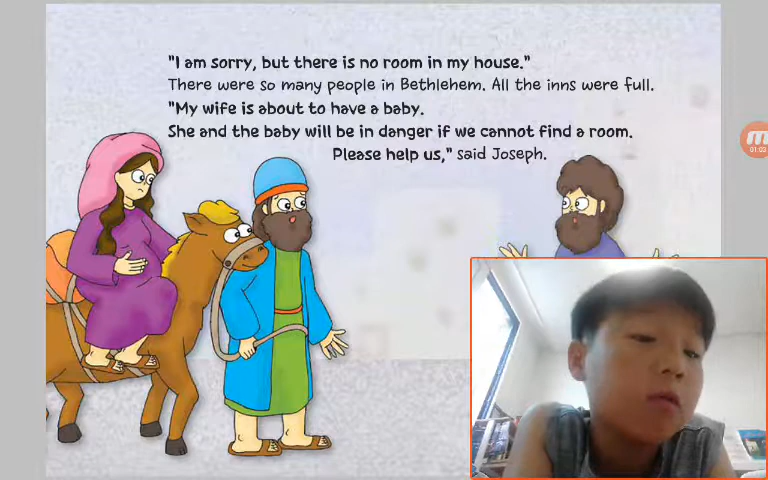 "I am sorry, but there is no room in my house."
There were so many people in Bethlehem. All the inns were full.
"My wife is about to have a baby.
She and the baby will be in danger if we cannot find a room.
Please help us," said Joseph.
M
01:03